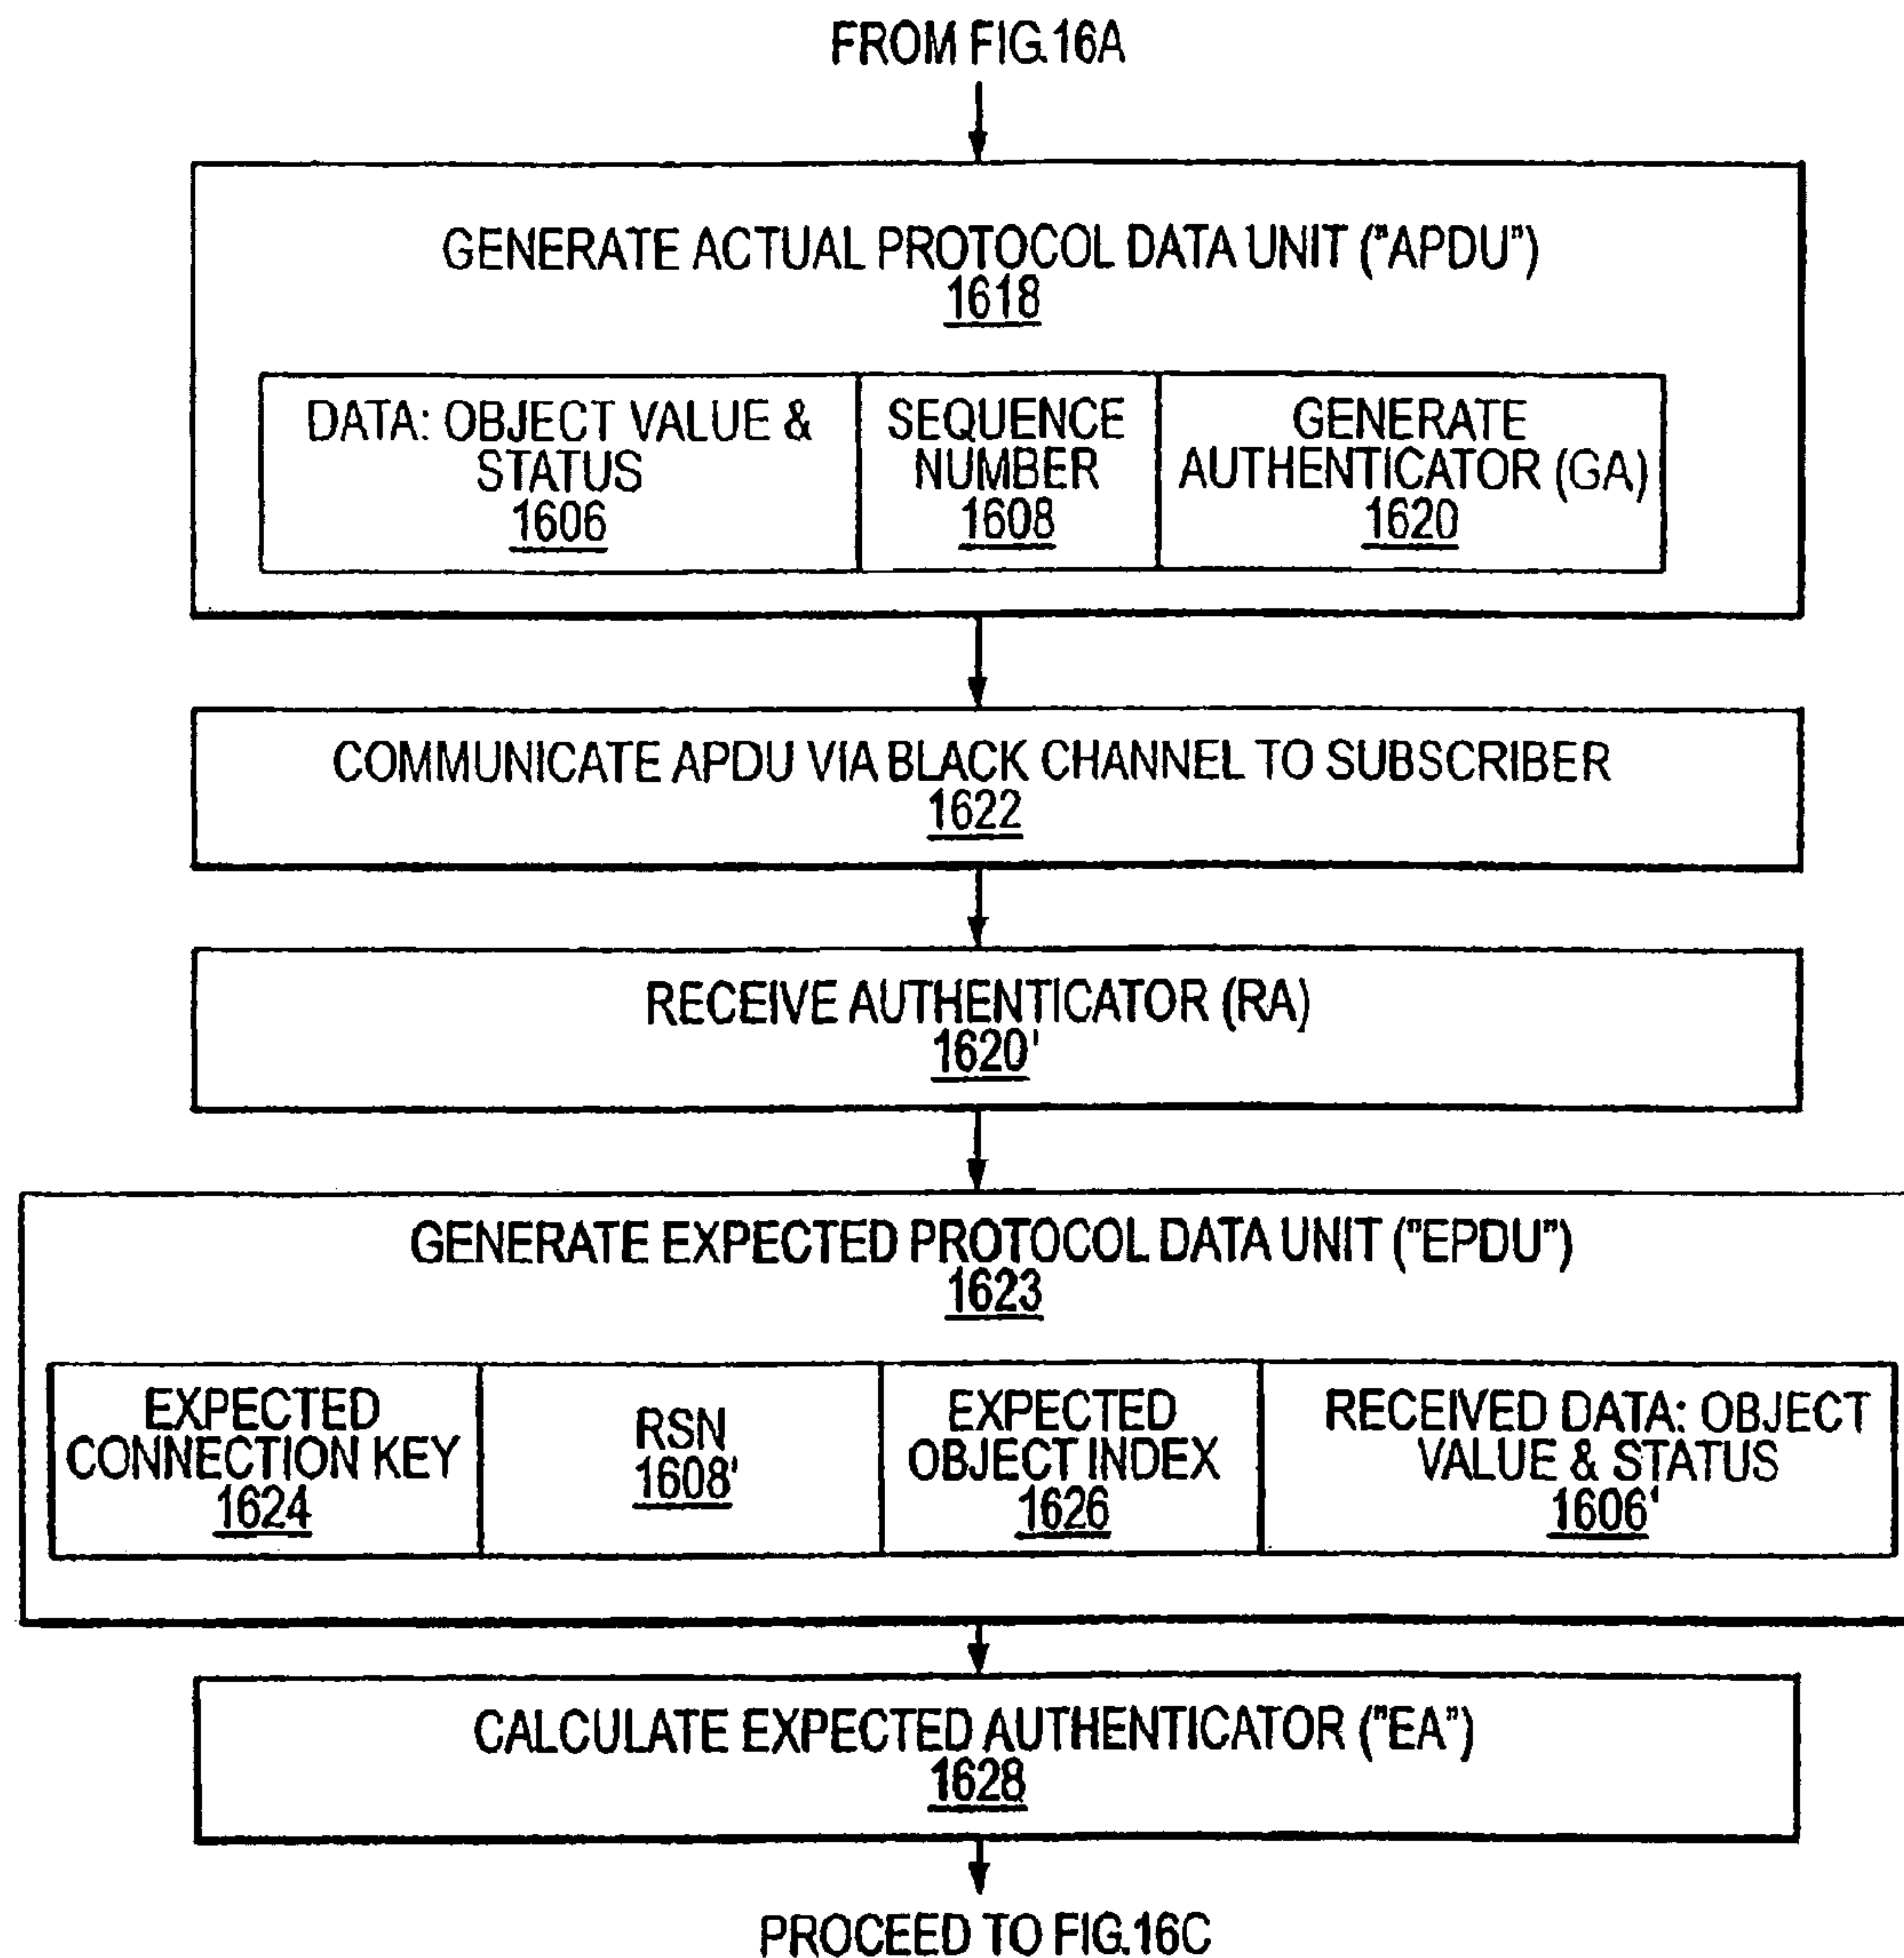 FROM FIG.16A
GENERATE ACTUAL PROTOCOL DATA UNIT ("APDU")
1618
DATA: OBJECT VALUE &
STATUS
1606
SEQUENCE
NUMBER
1608
GENERATE
AUTHENTICATOR (GA)
1620
COMMUNICATE APDU VIA BLACK CHANNEL TO SUBSCRIBER
1622
RECEIVE AUTHENTICATOR (RA)
1620'
GENERATE EXPECTED PROTOCOL DATA UNIT ("EPDU")
1623
EXPECTED
CONNECTION KEY
1624
RSN
1608'
EXPECTED
OBJECT INDEX
1626
RECEIVED DATA: OBJECT
VALUE & STATUS
1606'
CALCULATE EXPECTED AUTHENTICATOR ("EA")
1628
PROCEED TO FIG.16C